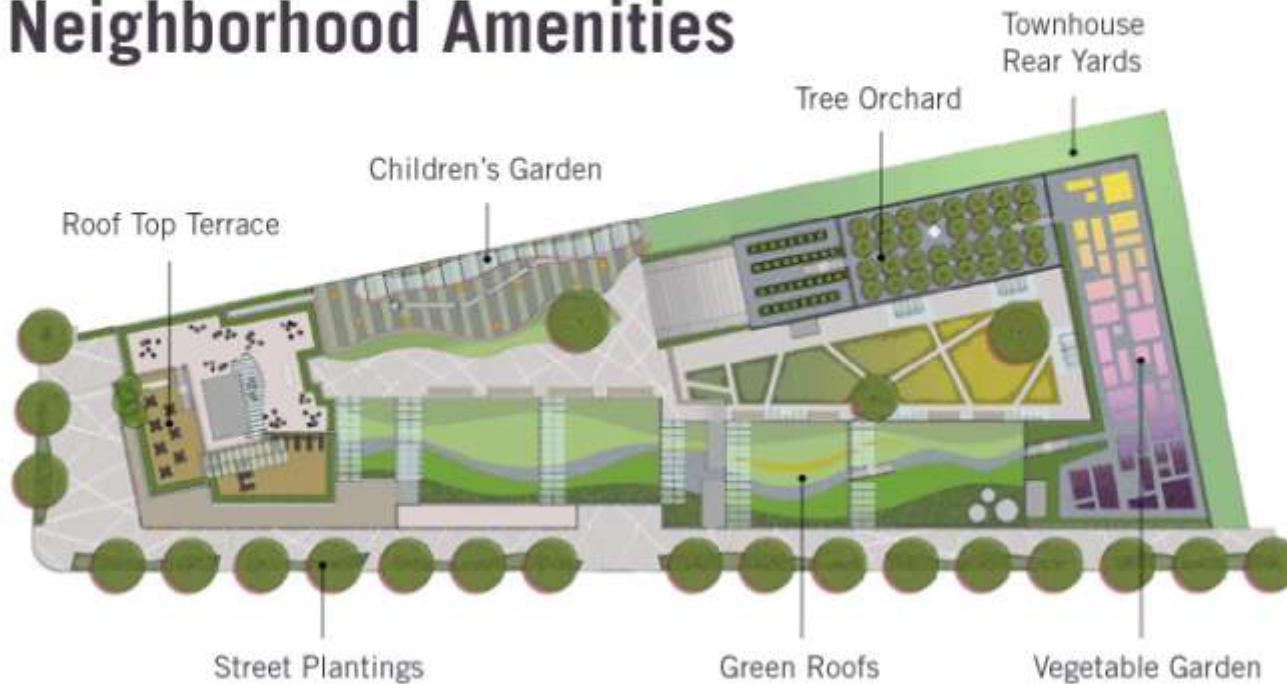 Neighborhood Amenities
Townhouse
Rear Yards
Tree Orchard
Children's Garden
Roof Top Terrace
Street Plantings
Green Roofs
Vegetable Garden